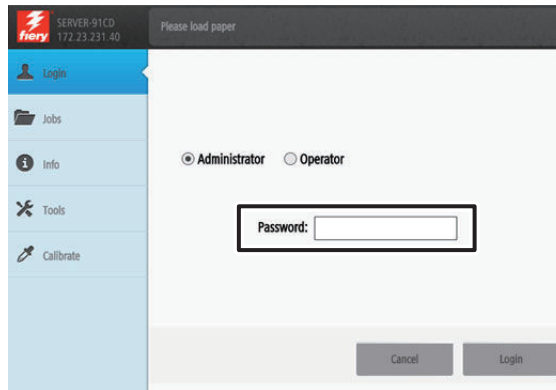 fiery
SERVER-91CD
172.23.231.40
Please load paper
Login
Jobs
Info
Tools
Calibrate
Administrator
Operator
Password:
Cancel
Login